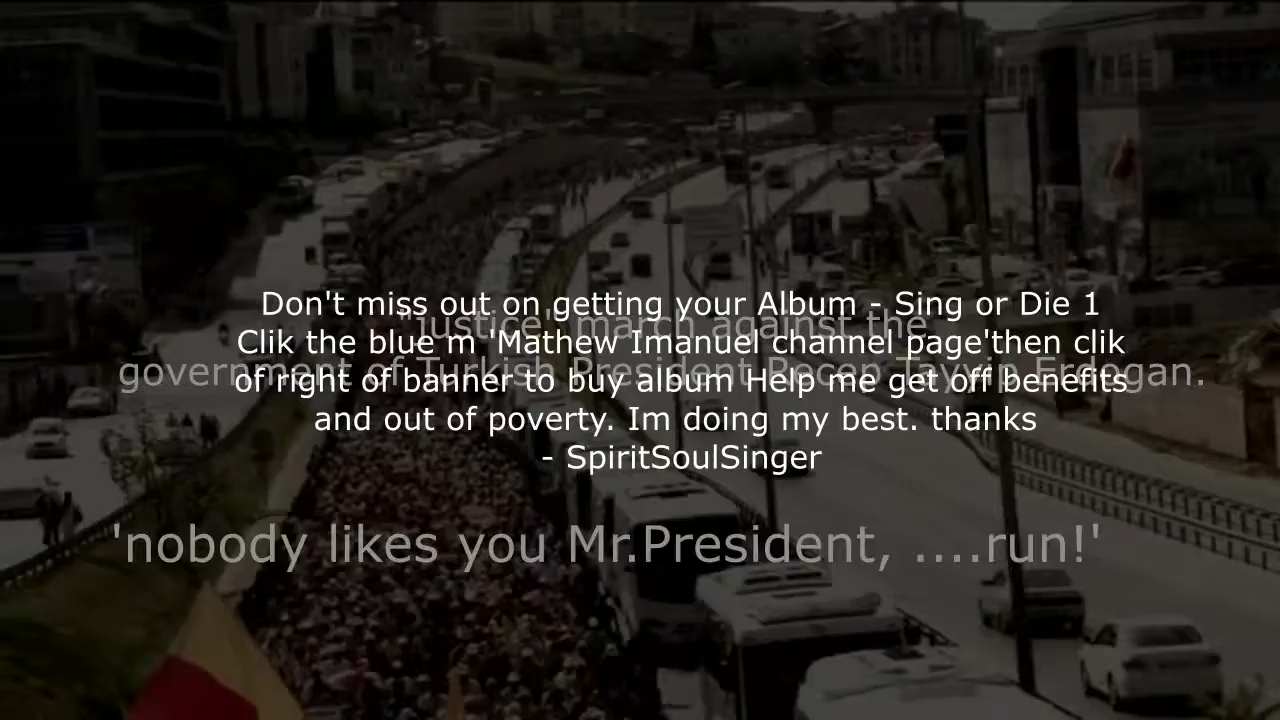 Don't miss out on getting your Album - Sing or Die 1
"justice' march against the
Clik the blue m 'Mathew Imanuel channel page'then clik
government of Turkish President Recep Tayyip Erdogan.
of right of banner to buy album Help me get off benefits
and out of poverty. Im doing my best. thanks
- SpiritSoulSinger
'nobody likes you Mr.President, ....run!'